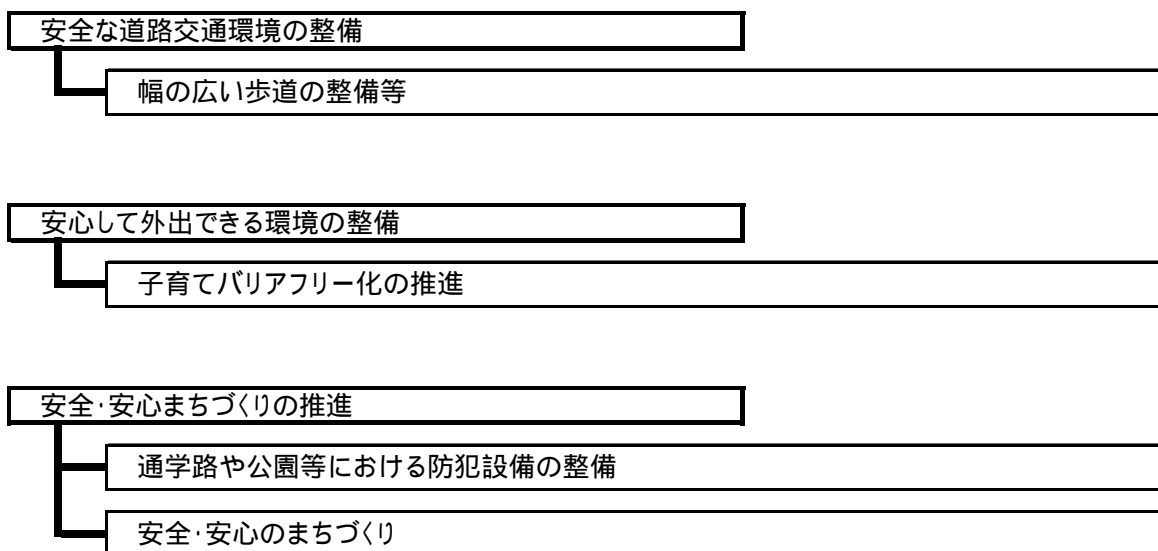 安全な道路交通環境の整備
幅の広い歩道の整備等
安心して外出できる環境の整備
子育てバリアフリー化の推進
安全・安心まちづくりの推進
通学路や公園等における防犯設備の整備
安全・安心のまちづくり